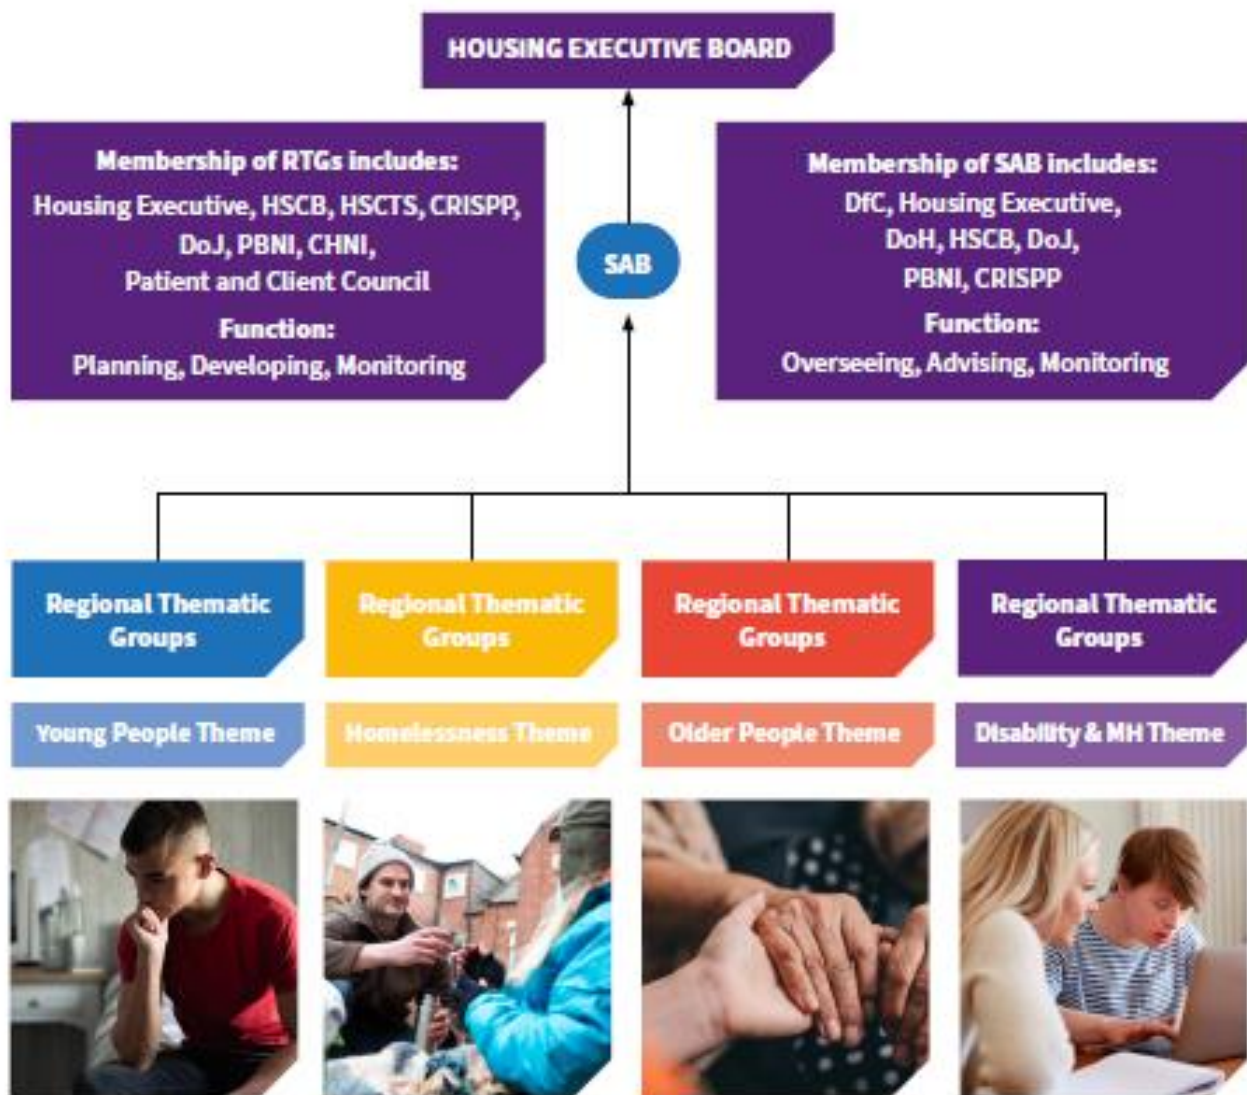 HOUSING EXECUTIVE BOARD
Membership of RTGs includes:
Housing Executive, HSCB, HSCTS, CRISPP,
DoJ, PBNI, CHNI,
Patient and Client Council
Function:
Planning, Developing, Monitoring
SAB
Membership of SAB includes:
DfC, Housing Executive,
DoH, HSCB, DoJ,
PBNI, CRISPP
Function:
Overseeing, Advising, Monitoring
Regional Thematic
Groups
Young People Theme
Regional Thematic
Groups
Homelessness Theme
Regional Thematic
Groups
Older People Theme
Regional Thematic
Groups
Disability & MH Theme